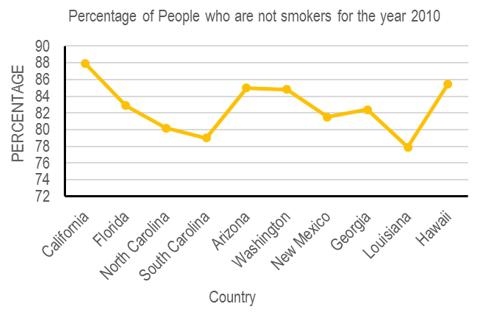 Percentage of People who are not smokers for the year 2010
PERCENTAGE
90
88
86
84
82
80
78
76
74
72
California
Florida
North Carolina
South Carolina
Arizona
Washington
New Mexico
Georgia
Louisiana
Hawaii
Country